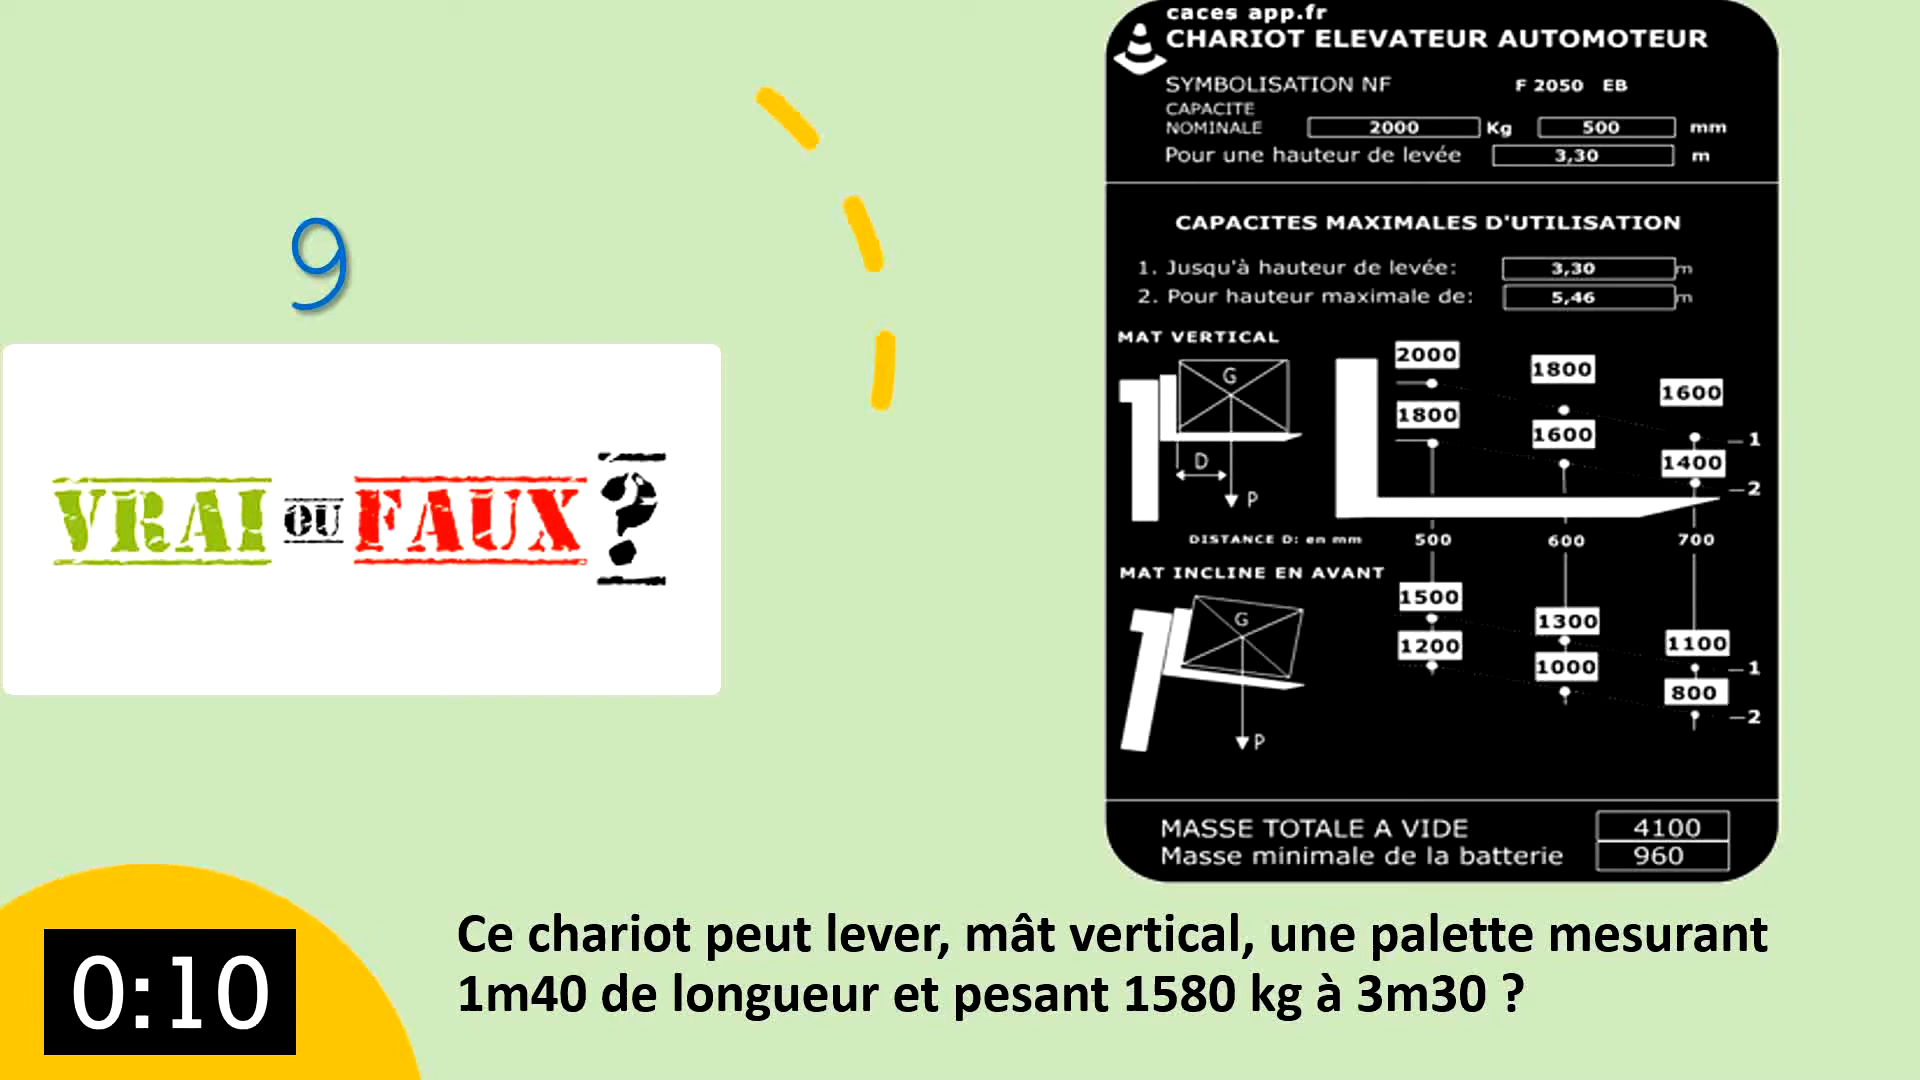 caces app.fr
CHARIOT ELEVATEUR AUTOMOTEUR
SYMBOLISATION NF F 2050 EB
CAPACITE
NOMINALE 2000 Kg 500 mm
Pour une hauteur de levée 3,30 m
CAPACITES MAXIMALES D'UTILISATION
1. Jusqu'à hauteur de levée: 3,30 m
2. Pour hauteur maximale de: 5,46 m
MAT VERTICAL
G
D
P
2000 1800 1600
1800 1600 1400
1
2
DISTANCE D: en mm 500 600 700
MAT INCLINE EN AVANT
G
P
1500 1300 1100
1200 1000 800
1
2
MASSE TOTALE A VIDE 4100
Masse minimale de la batterie 960
9
VRAI OU FAUX ?
0:10
Ce chariot peut lever, mât vertical, une palette mesurant
1m40 de longueur et pesant 1580 kg à 3m30 ?